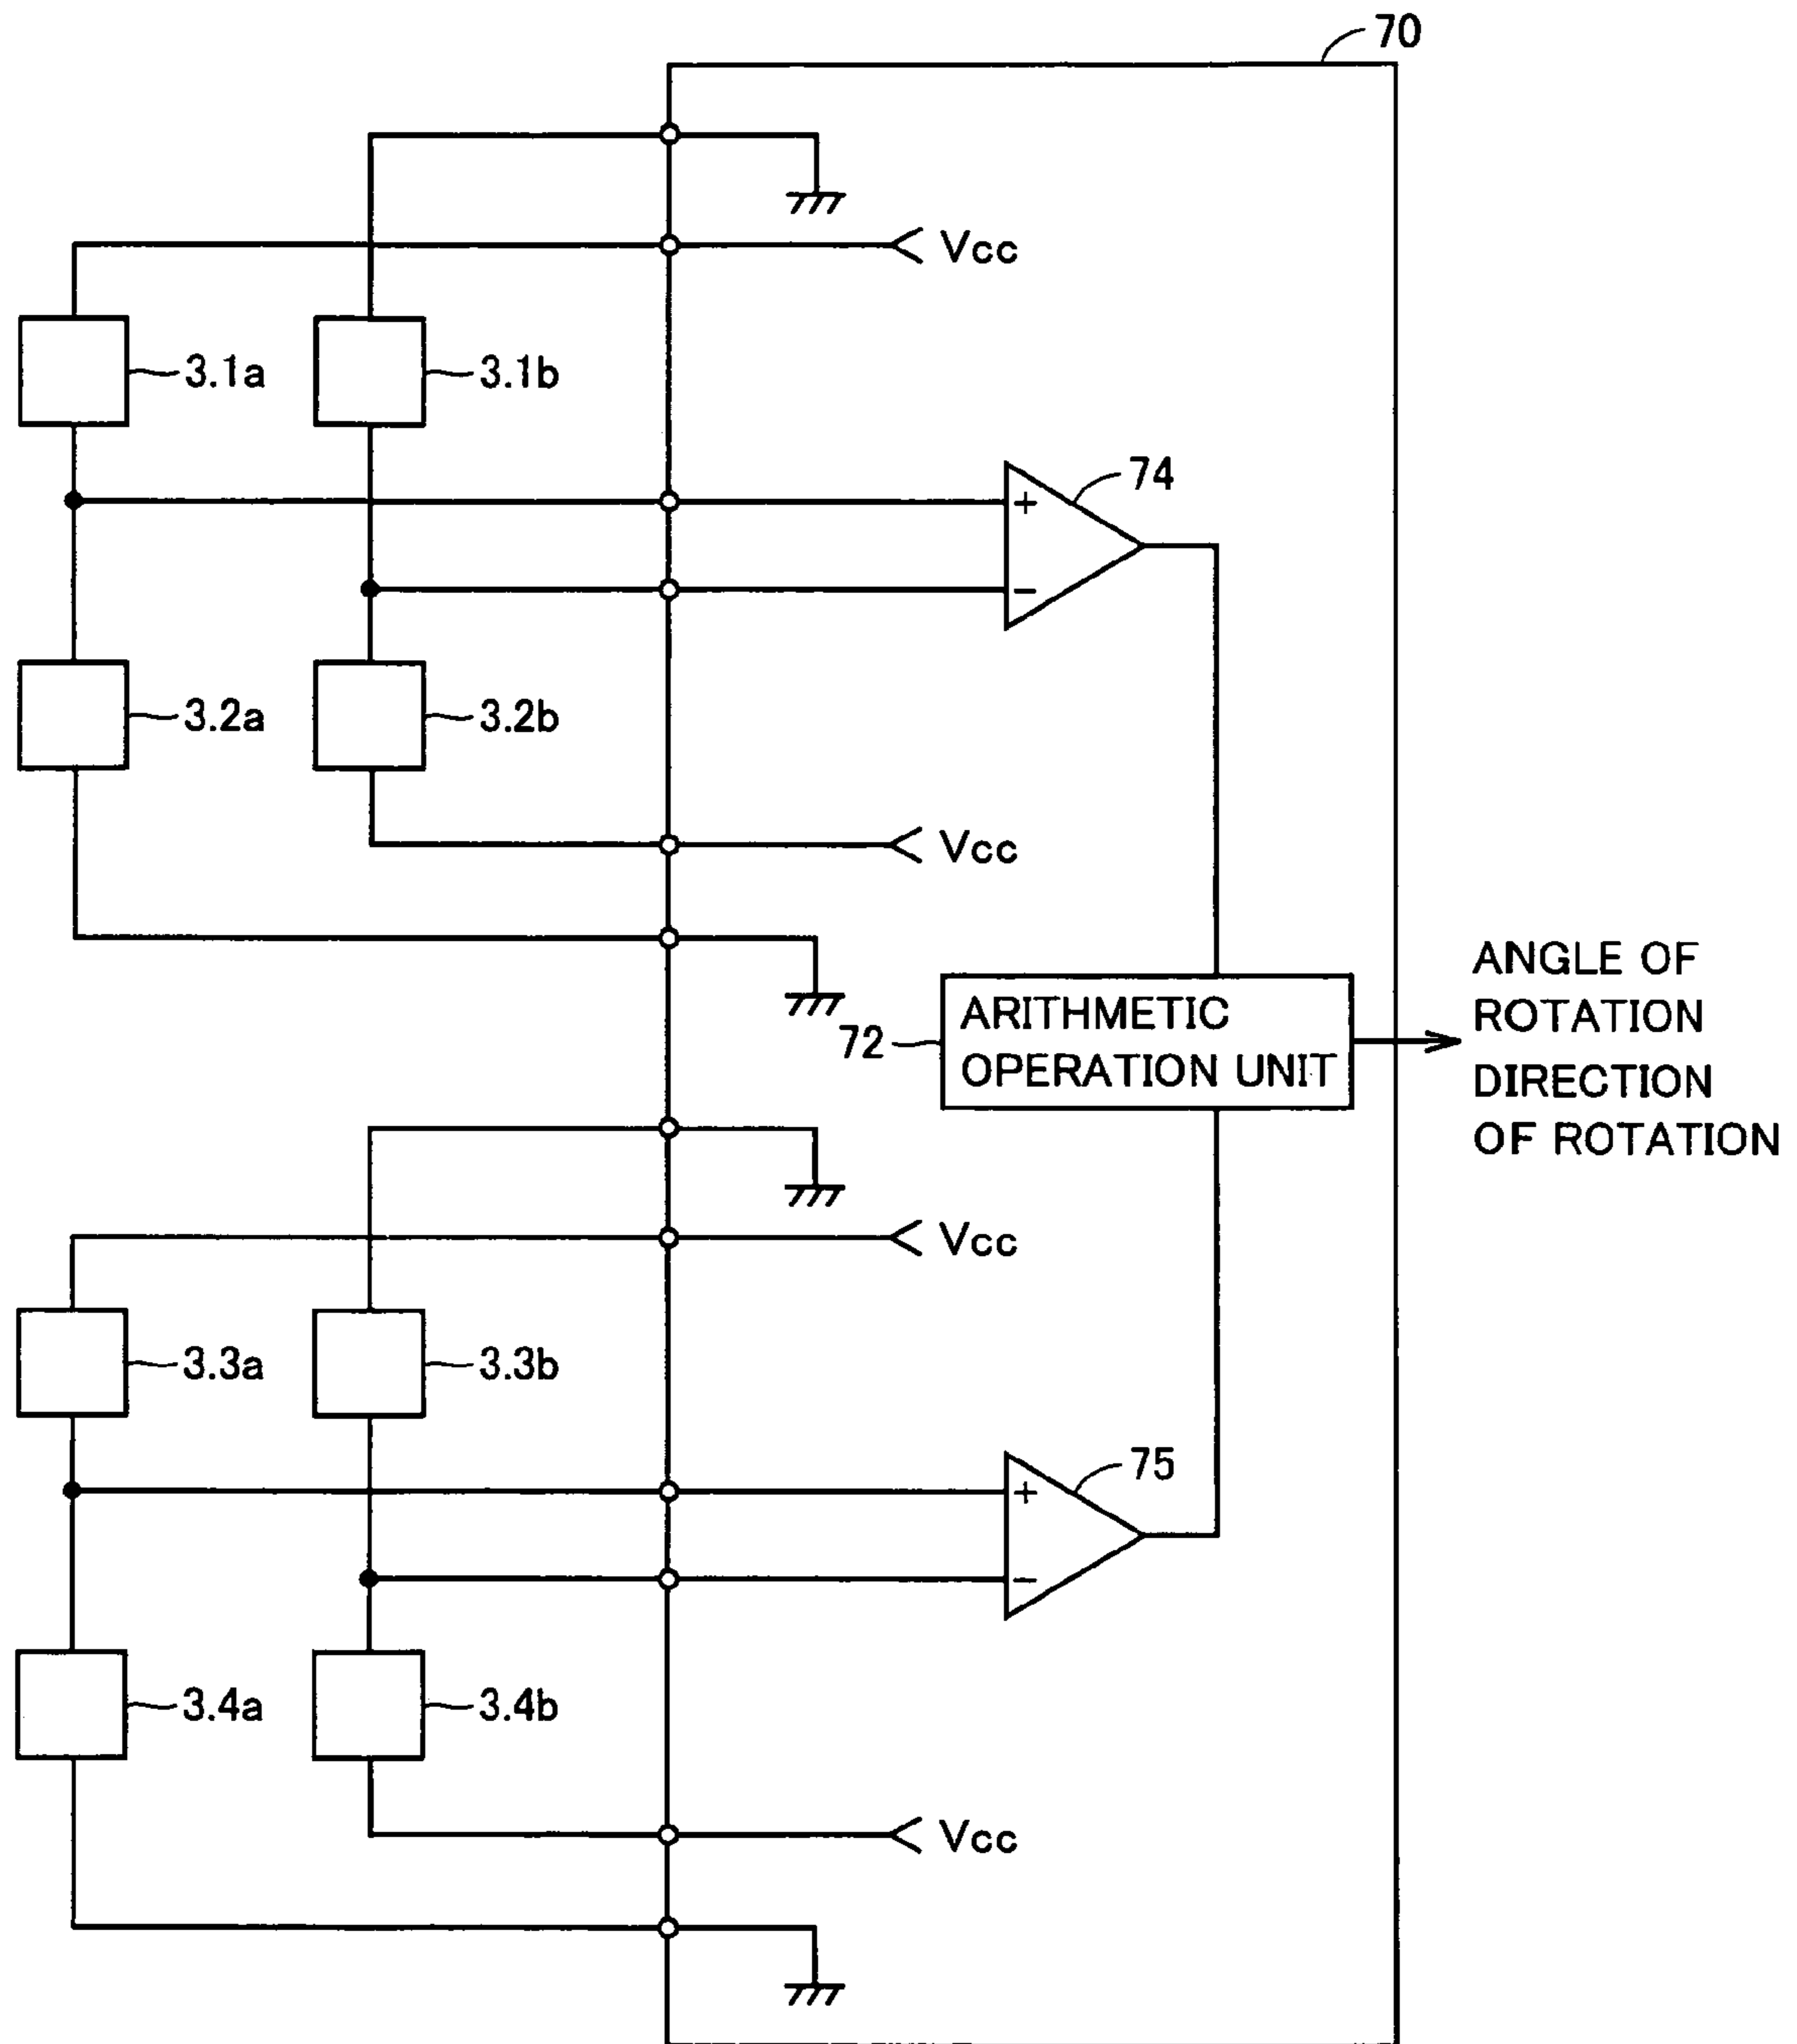 70
Vcc
3.1a
3.1b
74
+
−
3.2a
3.2b
Vcc
ANGLE OF
ROTATION
DIRECTION
OF ROTATION
72
ARITHMETIC
OPERATION UNIT
Vcc
3.3a
3.3b
75
+
−
3.4a
3.4b
Vcc